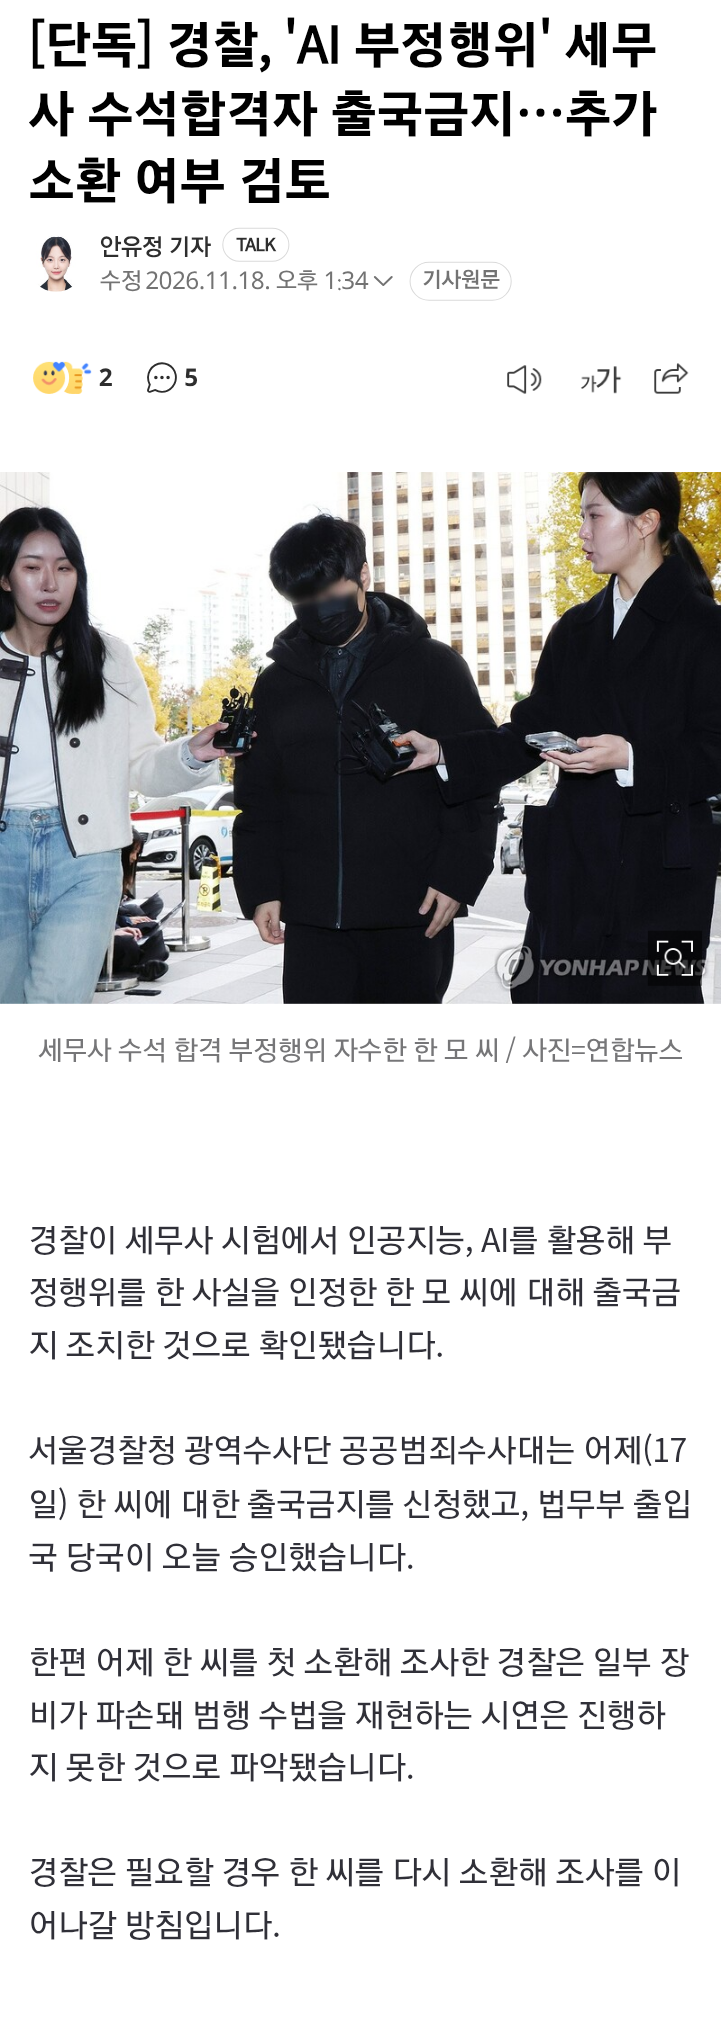 [단독] 경찰, 'AI 부정행위' 세무
사 수석합격자 출국금지…추가
소환 여부 검토
안유정 기자 TALK
수정 2026.11.18. 오후 1:34 기사원문
2 5 가가
YONHAP NEWS
세무사 수석 합격 부정행위 자수한 한 모 씨 / 사진=연합뉴스
경찰이 세무사 시험에서 인공지능, AI를 활용해 부
정행위를 한 사실을 인정한 한 모 씨에 대해 출국금
지 조치한 것으로 확인됐습니다.
서울경찰청 광역수사단 공공범죄수사대는 어제(17
일) 한 씨에 대한 출국금지를 신청했고, 법무부 출입
국 당국이 오늘 승인했습니다.
한편 어제 한 씨를 첫 소환해 조사한 경찰은 일부 장
비가 파손돼 범행 수법을 재현하는 시연은 진행하
지 못한 것으로 파악됐습니다.
경찰은 필요할 경우 한 씨를 다시 소환해 조사를 이
어나갈 방침입니다.